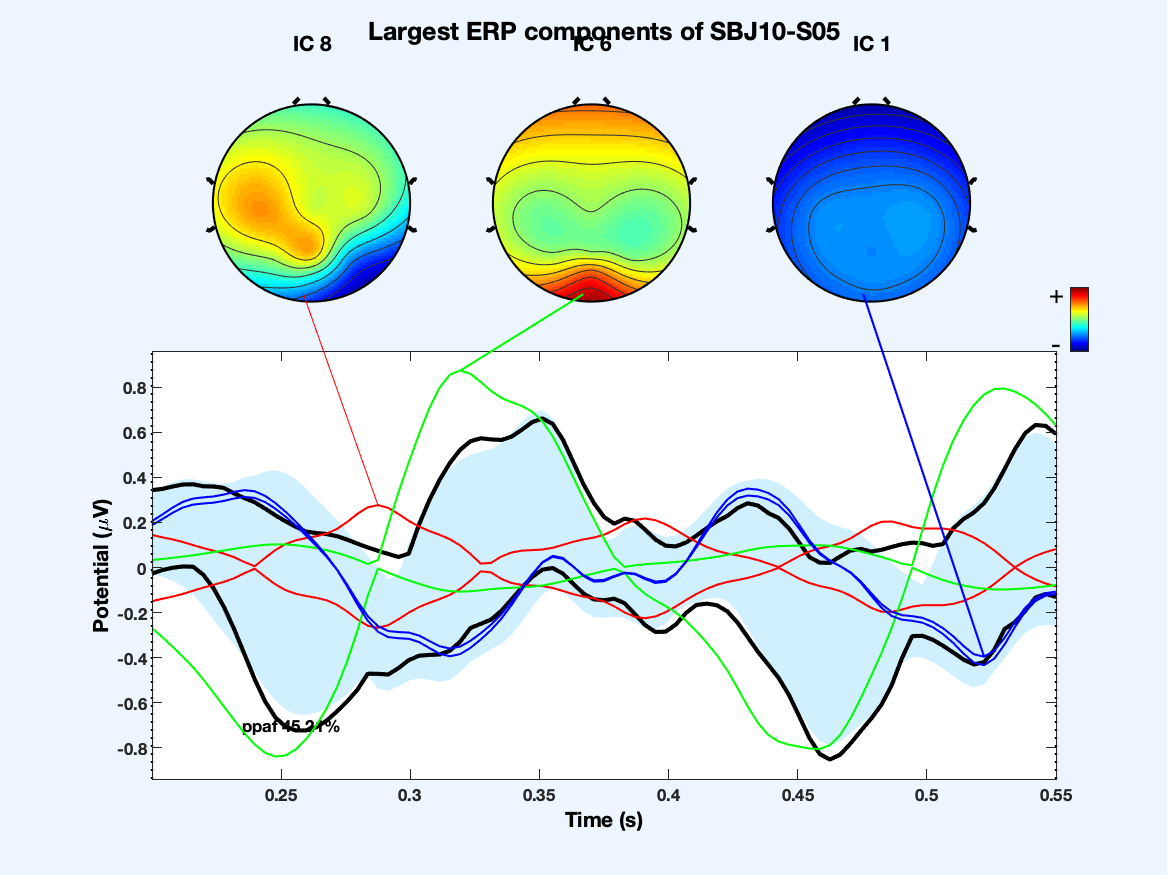 Largest ERP components of SBJ10-S05
IC 8
IC 6
IC 1
+
-
0.8
0.6
0.4
0.2
0
-0.2
-0.4
-0.6
-0.8
Potential (μV)
ppaf 45.21%
0.25
0.3
0.35
0.4
0.45
0.5
0.55
Time (s)